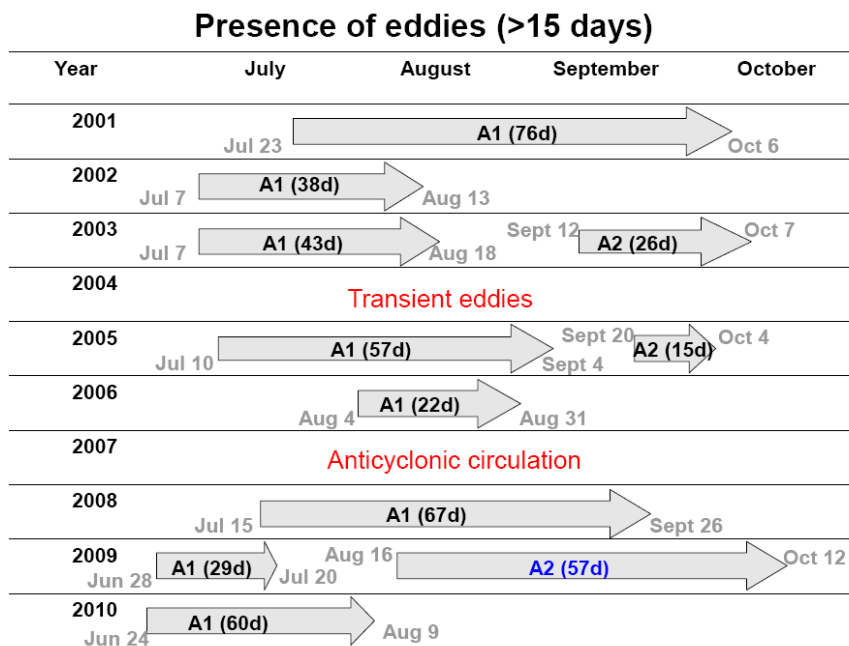 Presence of eddies (>15 days)
Year July August September October
2001
Jul 23 A1 (76d) Oct 6
2002
Jul 7 A1 (38d) Aug 13
2003
Jul 7 A1 (43d) Aug 18 Sept 12 A2 (26d) Oct 7
2004
Transient eddies
2005
Jul 10 A1 (57d) Sept 4 Sept 20 A2 (15d) Oct 4
2006
Aug 4 A1 (22d) Aug 31
2007
Anticyclonic circulation
2008
Jul 15 A1 (67d) Sept 26
2009
Jun 28 A1 (29d) Jul 20 Aug 16 A2 (57d) Oct 12
2010
Jun 24 A1 (60d) Aug 9